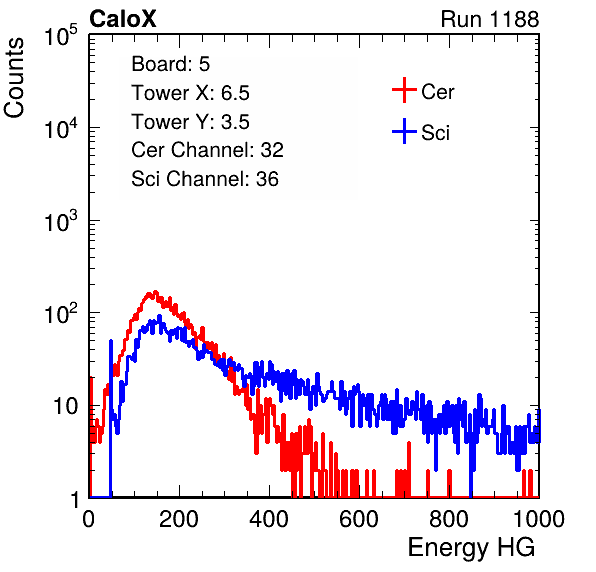 CaloX Run 1188
Counts
10^5
10^4
10^3
10^2
10
1
Board: 5
Tower X: 6.5
Tower Y: 3.5
Cer Channel: 32
Sci Channel: 36
Cer
Sci
0 200 400 600 800 1000
Energy HG